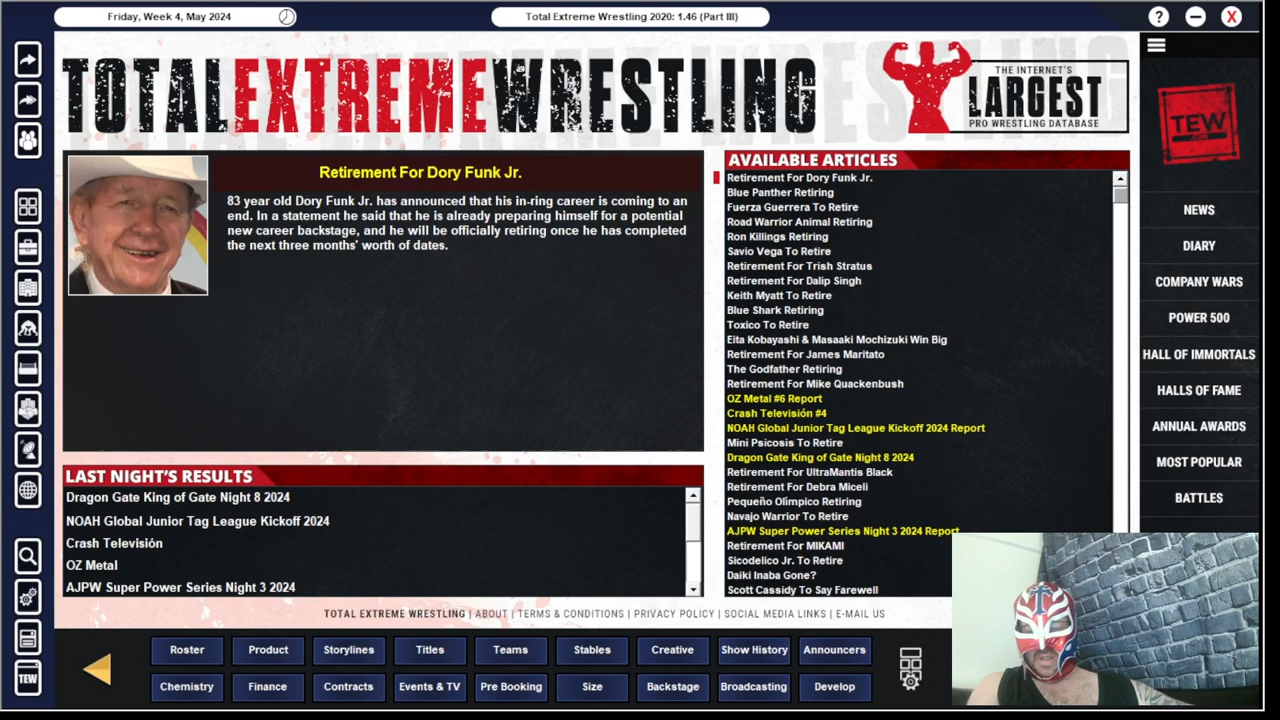 Friday, Week 4, May 2024
Total Extreme Wrestling 2020: 1.46 (Part III)
?
X
TOTALEXTREMEWRESTLING
THE INTERNET'S
LARGEST
PRO WRESTLING DATABASE
TEW
.COM
NEWS
DIARY
COMPANY WARS
POWER 500
HALL OF IMMORTALS
HALLS OF FAME
ANNUAL AWARDS
MOST POPULAR
BATTLES
Retirement For Dory Funk Jr.
83 year old Dory Funk Jr. has announced that his in-ring career is coming to an
end. In a statement he said that he is already preparing himself for a potential
new career backstage, and he will be officially retiring once he has completed
the next three months' worth of dates.
AVAILABLE ARTICLES
Retirement For Dory Funk Jr.
Blue Panther Retiring
Fuerza Guerrera To Retire
Road Warrior Animal Retiring
Ron Killings Retiring
Savio Vega To Retire
Retirement For Trish Stratus
Retirement For Dalip Singh
Keith Myatt To Retire
Blue Shark Retiring
Toxico To Retire
Eita Kobayashi & Masaaki Mochizuki Win Big
Retirement For James Maritato
The Godfather Retiring
Retirement For Mike Quackenbush
OZ Metal #6 Report
Crash Televisión #4
NOAH Global Junior Tag League Kickoff 2024 Report
Mini Psicosis To Retire
Dragon Gate King of Gate Night 8 2024
Retirement For UltraMantis Black
Retirement For Debra Miceli
Pequeño Olímpico Retiring
Navajo Warrior To Retire
AJPW Super Power Series Night 3 2024 Report
Retirement For MIKAMI
Sicodelico Jr. To Retire
Daiki Inaba Gone?
Scott Cassidy To Say Farewell
LAST NIGHT'S RESULTS
Dragon Gate King of Gate Night 8 2024
NOAH Global Junior Tag League Kickoff 2024
Crash Televisión
OZ Metal
AJPW Super Power Series Night 3 2024
TOTAL EXTREME WRESTLING | ABOUT | TERMS & CONDITIONS | PRIVACY POLICY | SOCIAL MEDIA LINKS | E-MAIL US
Roster Product Storylines Titles Teams Stables Creative Show History Announcers
Chemistry Finance Contracts Events & TV Pre Booking Size Backstage Broadcasting Develop
TEW